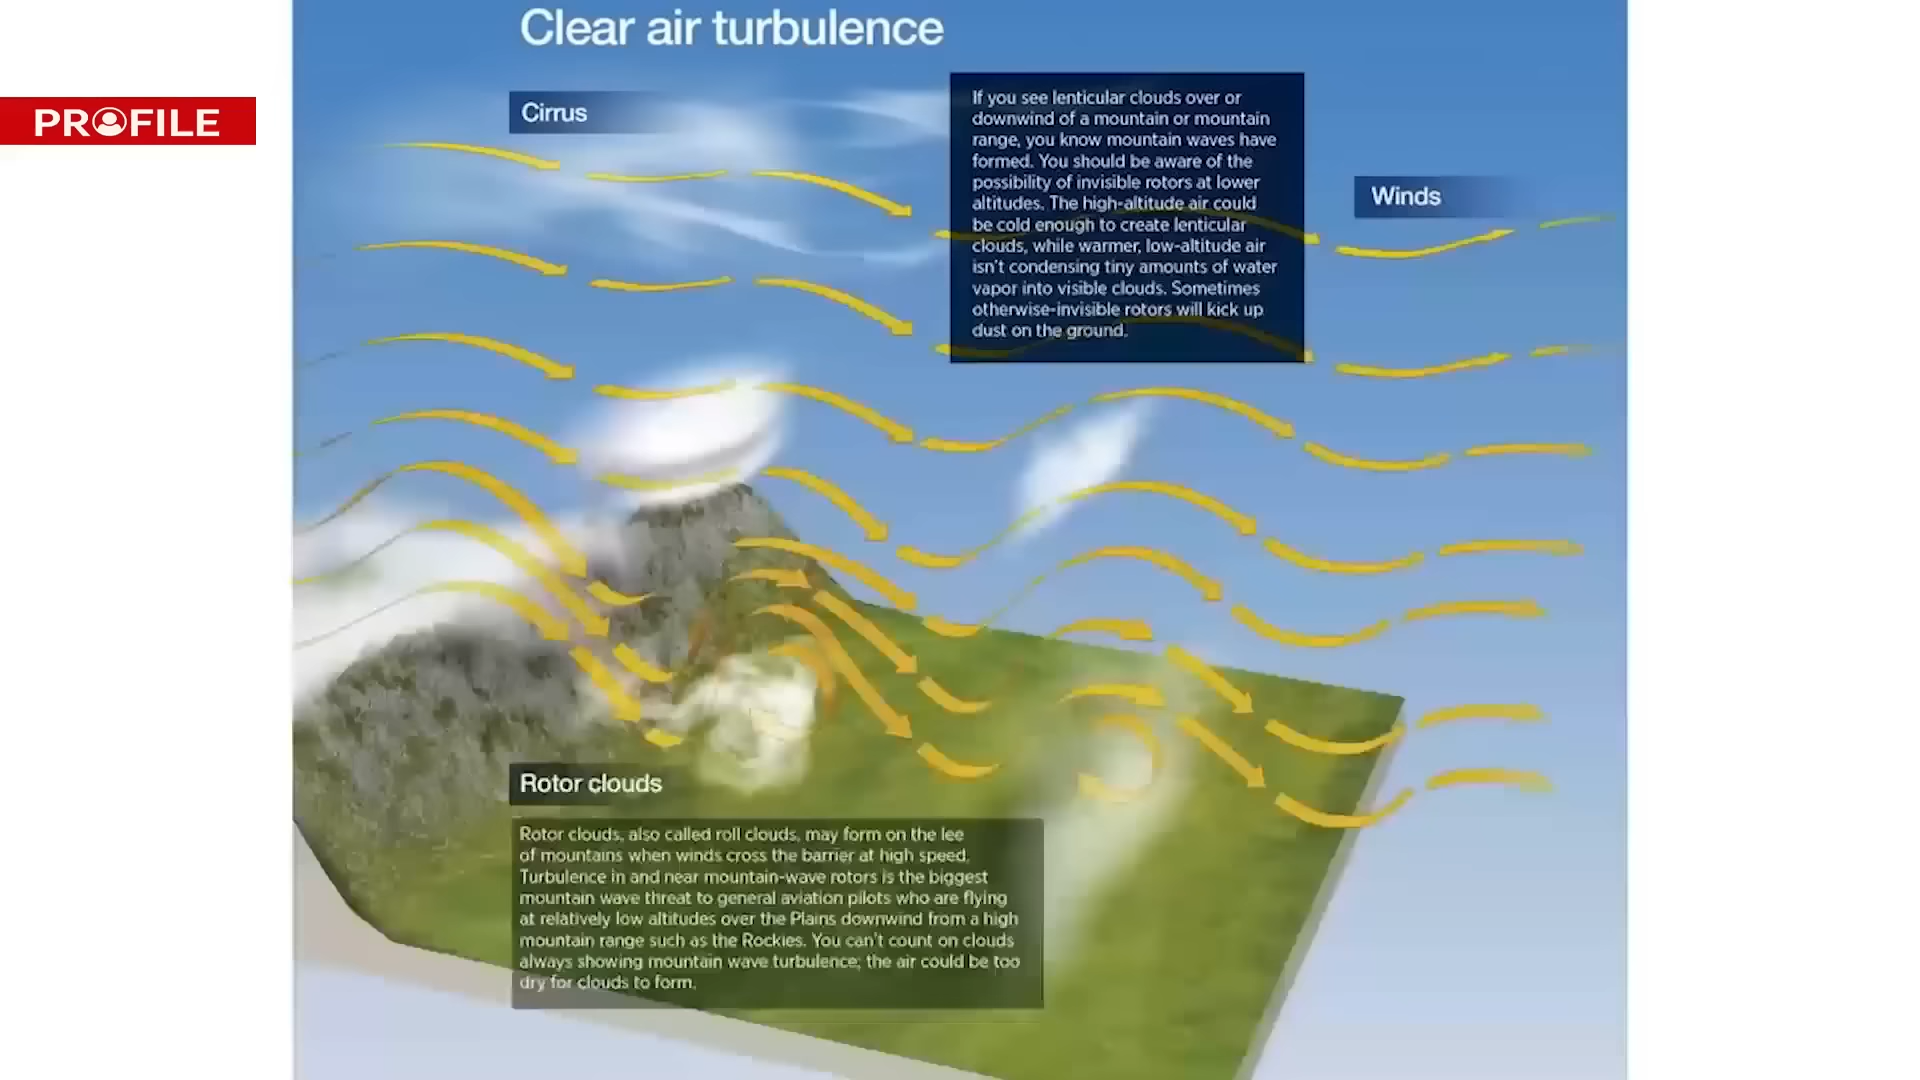 Clear air turbulence
PROFILE
Cirrus
If you see lenticular clouds over or
downwind of a mountain or mountain
range, you know mountain waves have
formed. You should be aware of the
possibility of invisible rotors at lower
altitudes. The high-altitude air could
be cold enough to create lenticular
clouds, while warmer, low-altitude air
isn't condensing tiny amounts of water
vapor into visible clouds. Sometimes
otherwise-invisible rotors will kick up
dust on the ground.
Winds
Rotor clouds
Rotor clouds, also called roll clouds, may form on the lee
of mountains when winds cross the barrier at high speed.
Turbulence in and near mountain-wave rotors is the biggest
mountain wave threat to general aviation pilots who are flying
at relatively low altitudes over the Plains downwind from a high
mountain range such as the Rockies. You can't count on clouds
always showing mountain wave turbulence; the air could be too
dry for clouds to form.